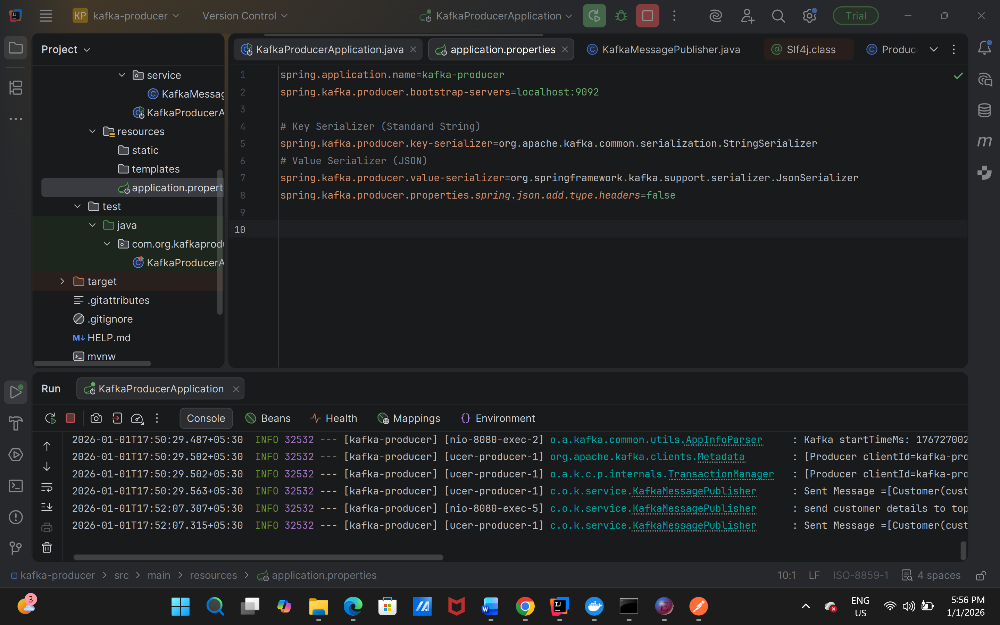 KP kafka-producer Version Control KafkaProducerApplication Trial
Project
service
KafkaMessag
KafkaProducerA
resources
static
templates
application.propert
test
java
com.org.kafkaprod
KafkaProducerA
target
.gitattributes
.gitignore
M↓ HELP.md
mvnw
KafkaProducerApplication.java application.properties KafkaMessagePublisher.java Slf4j.class Produc
1 spring.application.name=kafka-producer
2 spring.kafka.producer.bootstrap-servers=localhost:9092
3
4 # Key Serializer (Standard String)
5 spring.kafka.producer.key-serializer=org.apache.kafka.common.serialization.StringSerializer
6 # Value Serializer (JSON)
7 spring.kafka.producer.value-serializer=org.springframework.kafka.support.serializer.JsonSerializer
8 spring.kafka.producer.properties.spring.json.add.type.headers=false
9
10
Run KafkaProducerApplication
Console Beans Health Mappings Environment
2026-01-01T17:50:29.487+05:30 INFO 32532 --- [kafka-producer] [nio-8080-exec-2] o.a.kafka.common.utils.AppInfoParser : Kafka startTimeMs: 176727002
2026-01-01T17:50:29.502+05:30 INFO 32532 --- [kafka-producer] [ucer-producer-1] org.apache.kafka.clients.Metadata : [Producer clientId=kafka-pro
2026-01-01T17:50:29.502+05:30 INFO 32532 --- [kafka-producer] [ucer-producer-1] o.a.k.c.p.internals.TransactionManager : [Producer clientId=kafka-pro
2026-01-01T17:50:29.563+05:30 INFO 32532 --- [kafka-producer] [ucer-producer-1] c.o.k.service.KafkaMessagePublisher : Sent Message =[Customer(cust
2026-01-01T17:52:07.307+05:30 INFO 32532 --- [kafka-producer] [nio-8080-exec-5] c.o.k.service.KafkaMessagePublisher : send customer details to top
2026-01-01T17:52:07.315+05:30 INFO 32532 --- [kafka-producer] [ucer-producer-1] c.o.k.service.KafkaMessagePublisher : Sent Message =[Customer(cust
kafka-producer > src > main > resources > application.properties 10:1 LF ISO-8859-1 4 spaces
3
ENG
US
5:56 PM
1/1/2026